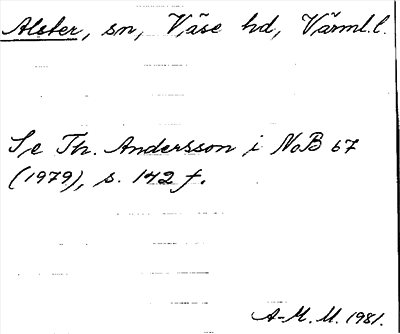 Alster, sn, Väse hd, Värml.l.
Se Th. Andersson i NoB 67
(1979), s. 142 f.
A-M. M. 1981.